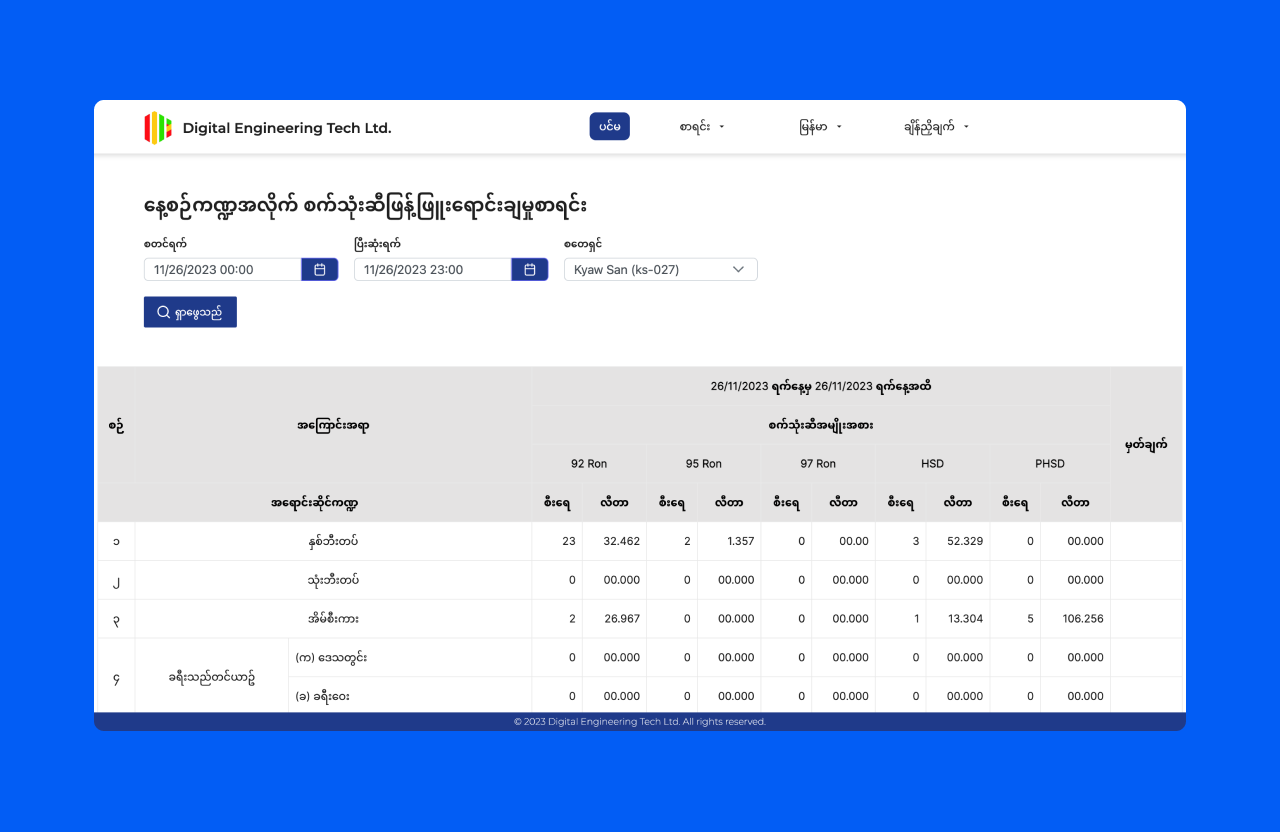 Digital Engineering Tech Ltd. ပင်မ စာရင်း မြန်မာ ချိန်ညှိချက်
နေ့စဉ်ကဏ္ဍအလိုက် စက်သုံးဆီဖြန့်ဖြူးရောင်းချမှုစာရင်း
စတင်ရက် ပြီးဆုံးရက် စတေရှင်
11/26/2023 00:00 11/26/2023 23:00 Kyaw San (ks-027)
ရှာဖွေသည်
26/11/2023 ရက်နေ့မှ 26/11/2023 ရက်နေ့အထိ
စဉ် အကြောင်းအရာ စက်သုံးဆီအမျိုးအစား မှတ်ချက်
92 Ron 95 Ron 97 Ron HSD PHSD
အရောင်းဆိုင်ကဏ္ဍ စီးရေ လီတာ စီးရေ လီတာ စီးရေ လီတာ စီးရေ လီတာ စီးရေ လီတာ
၁ နှစ်ဘီးတပ် 23 32.462 2 1.357 0 00.00 3 52.329 0 00.000
၂ သုံးဘီးတပ် 0 00.000 0 00.000 0 00.000 0 00.000 0 00.000
၃ အိမ်စီးကား 2 26.967 0 00.000 0 00.000 1 13.304 5 106.256
၄ ခရီးသည်တင်ယာဥ် (က) ဒေသတွင်း 0 00.000 0 00.000 0 00.000 0 00.000 0 00.000
(ခ) ခရီးဝေး 0 00.000 0 00.000 0 00.000 0 00.000 0 00.000
© 2023 Digital Engineering Tech Ltd. All rights reserved.